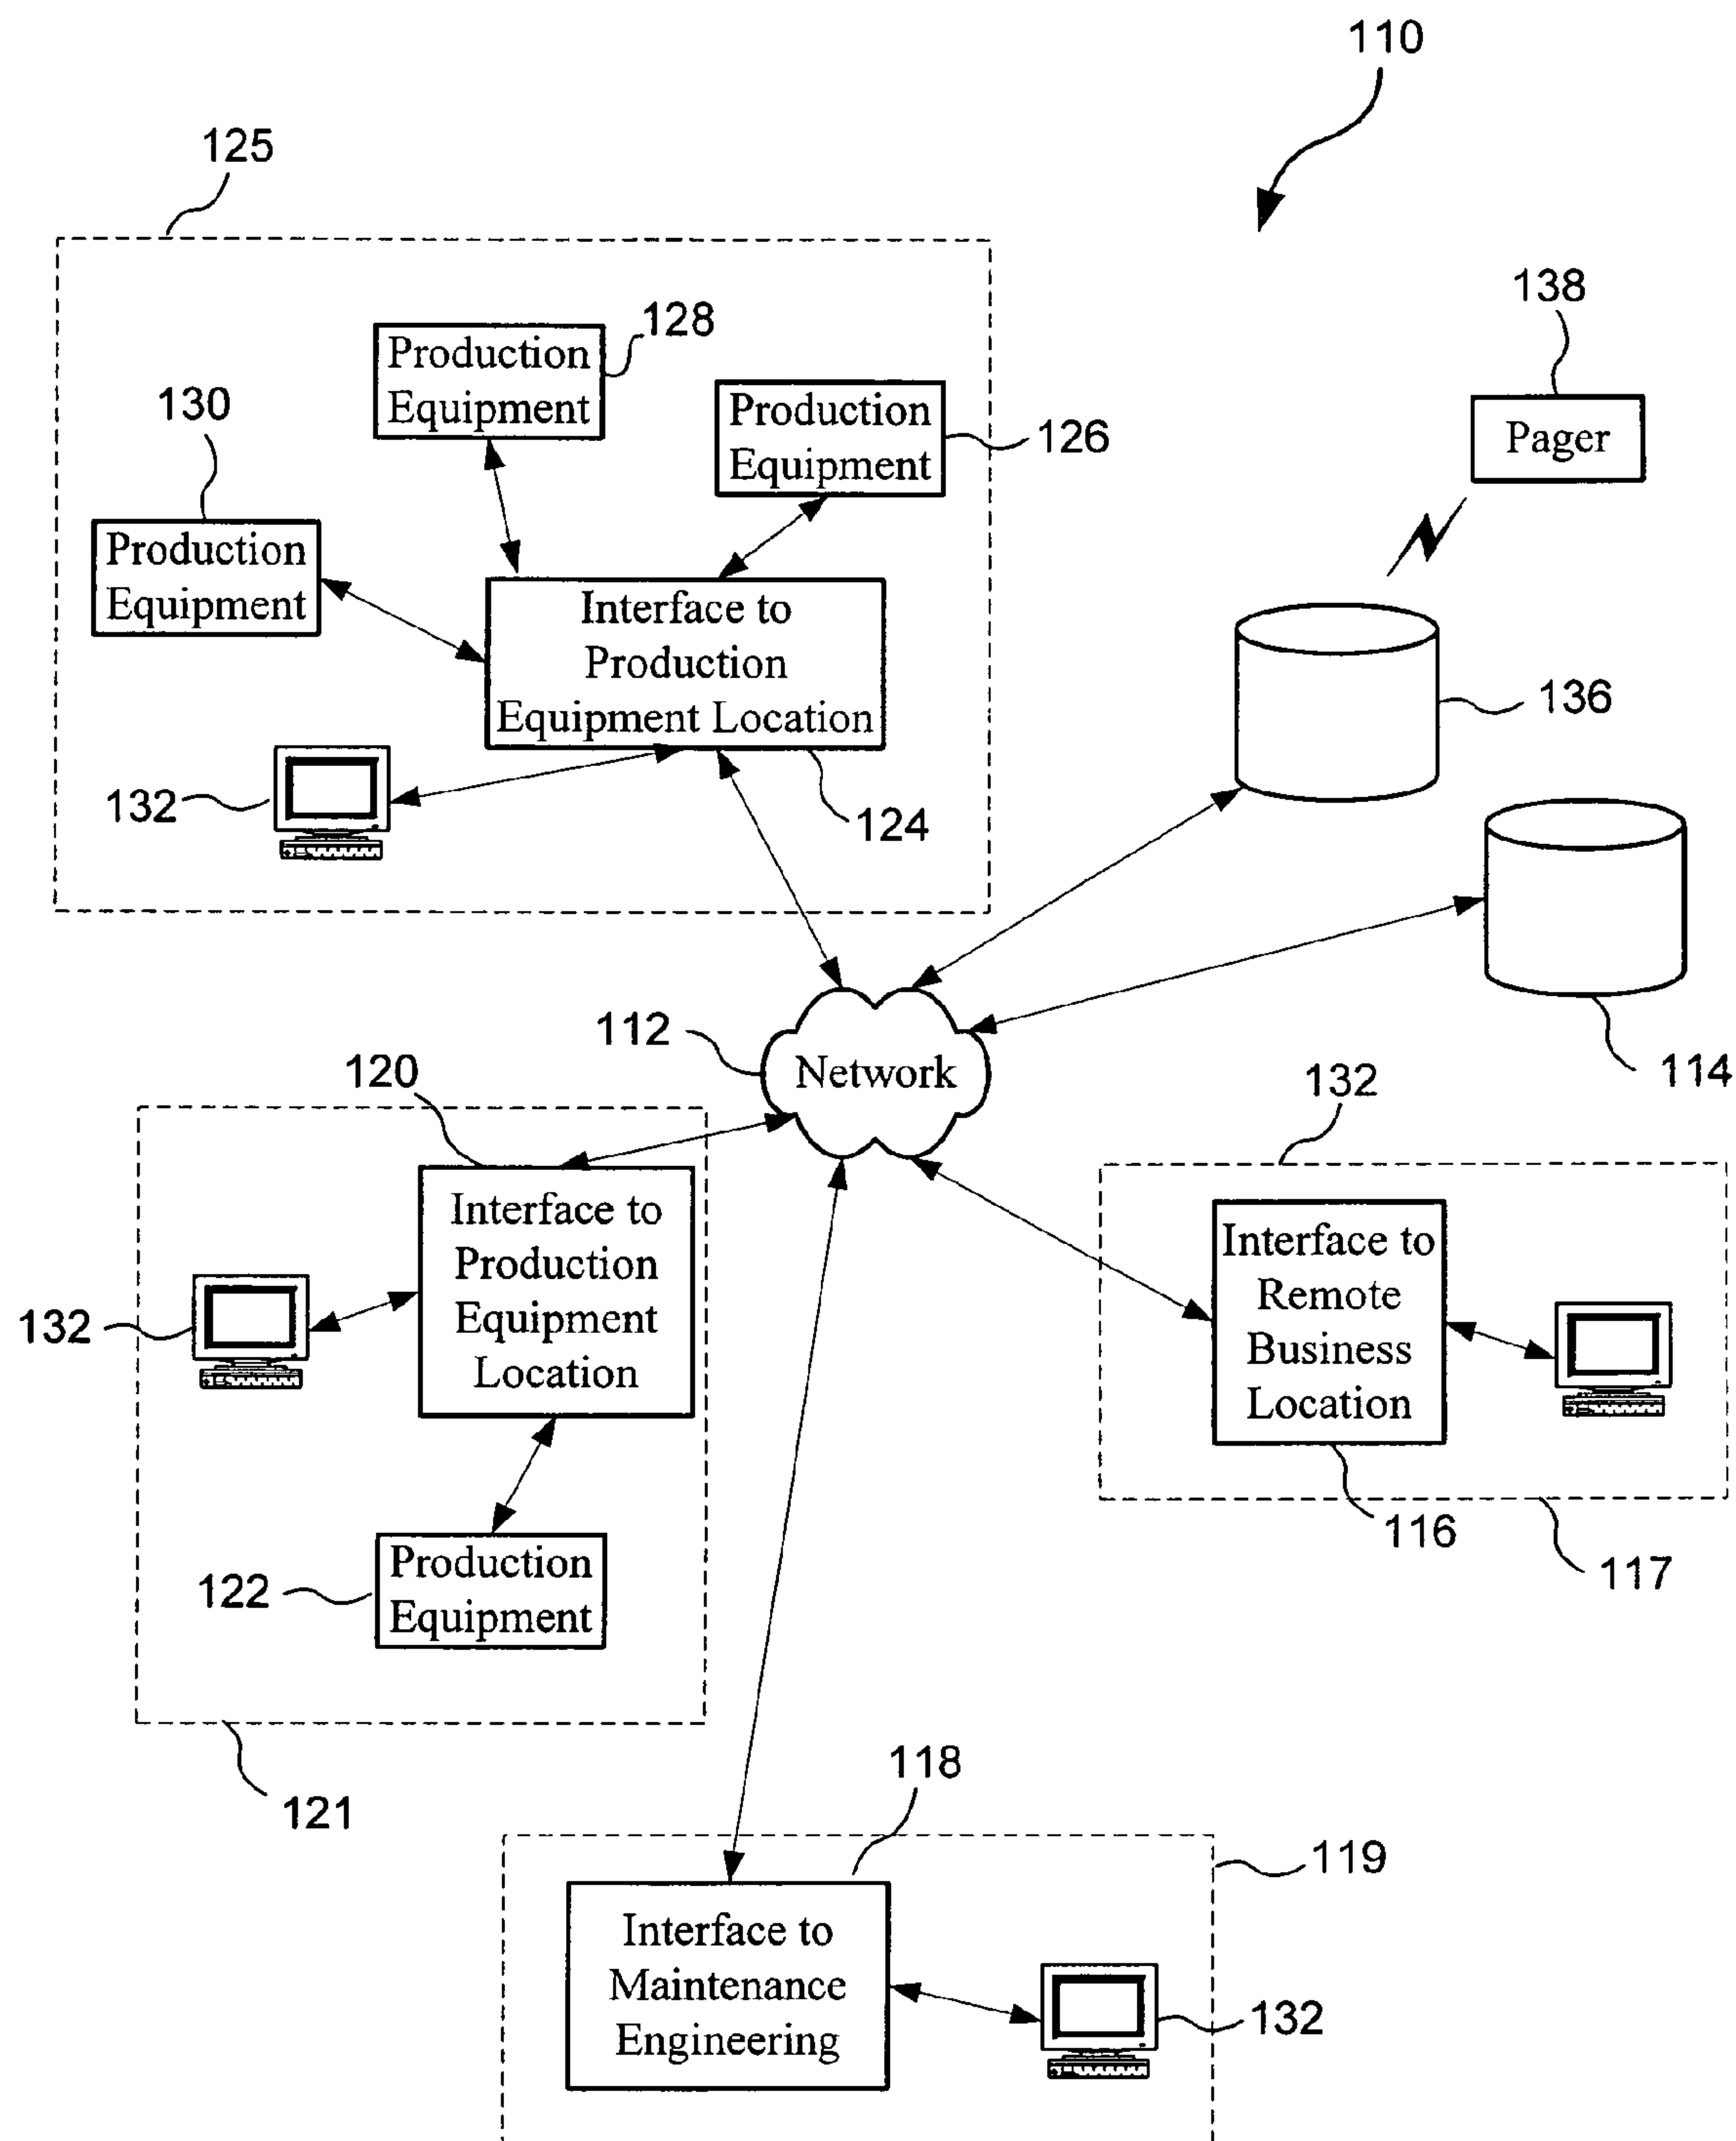 110
125
138
128
Production
Equipment
130
Production
Equipment
126
Pager
Production
Equipment
Interface to
Production
Equipment Location
136
132
124
112
Network
114
120
132
Interface to
Production
Equipment
Location
Interface to
Remote
Business
Location
132
116
117
122
Production
Equipment
118
121
119
Interface to
Maintenance
Engineering
132